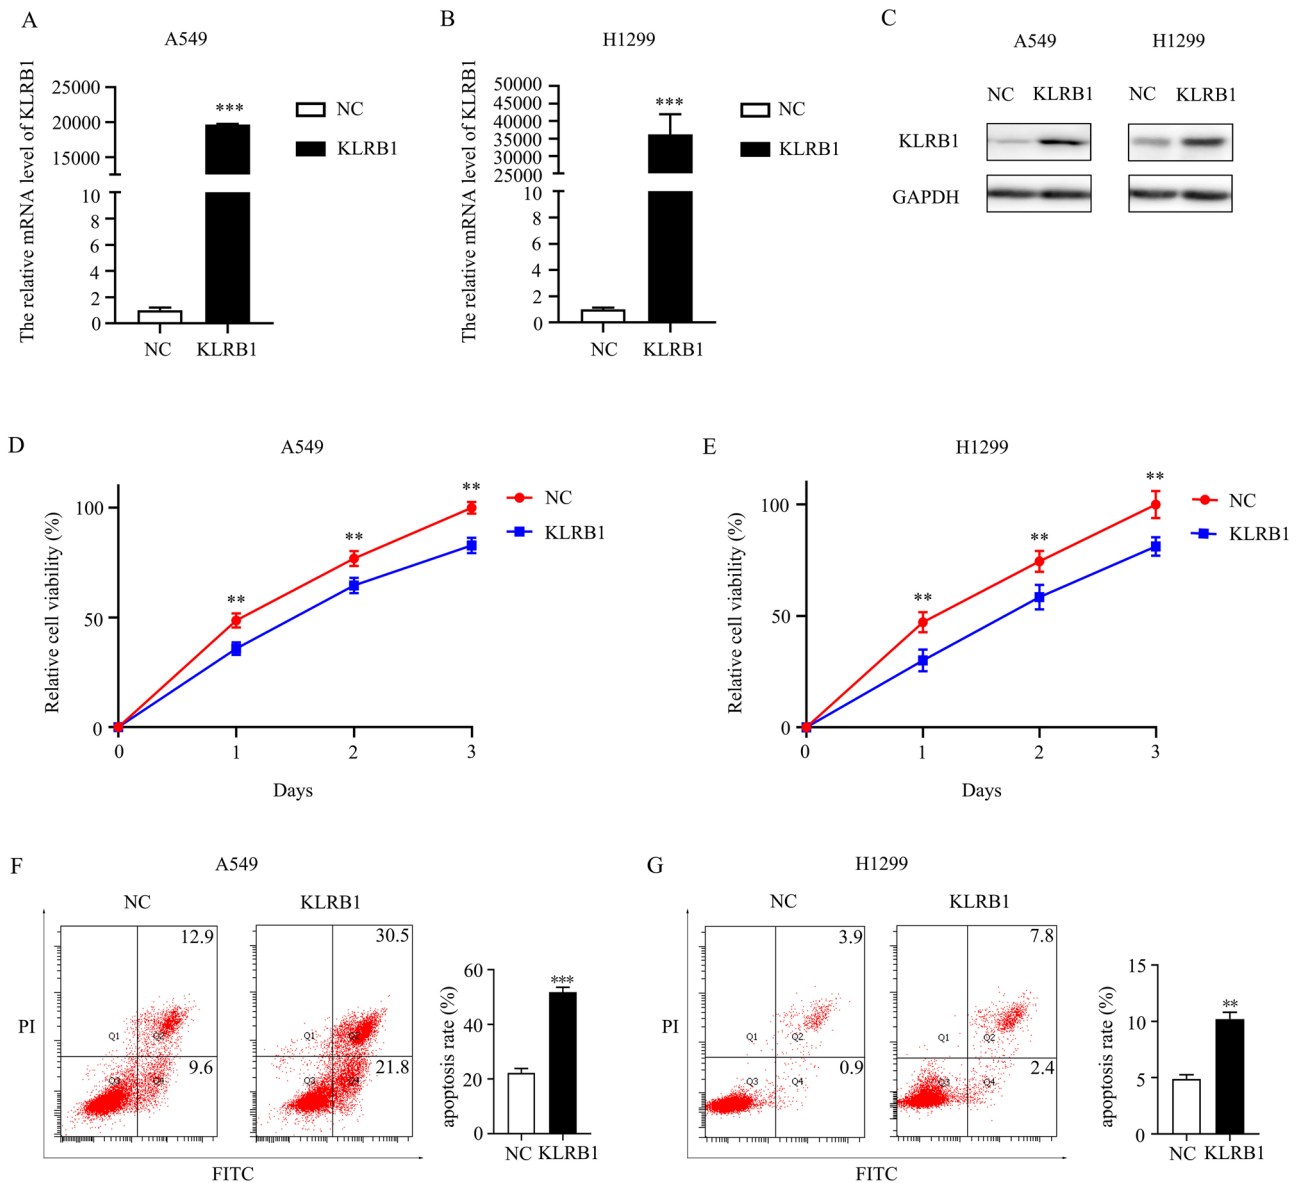 A
A549
The relative mRNA level of KLRB1
25000
20000
15000
10
8
6
4
2
0
***
NC
KLRB1
NC
KLRB1
B
H1299
The relative mRNA level of KLRB1
50000
45000
40000
35000
30000
25000
10
8
6
4
2
0
***
NC
KLRB1
NC
KLRB1
C
A549
H1299
NC KLRB1
NC KLRB1
KLRB1
GAPDH
D
A549
Relative cell viability (%)
100
50
0
**
**
**
0 1 2 3
Days
NC
KLRB1
E
H1299
Relative cell viability (%)
100
50
0
**
**
**
0 1 2 3
Days
NC
KLRB1
F
A549
NC
KLRB1
PI
12.9
Q1
Q2
Q3
9.6
Q4
30.5
Q1
Q2
Q3
21.8
Q4
FITC
apoptosis rate (%)
60
40
20
0
***
NC KLRB1
G
H1299
NC
KLRB1
PI
3.9
Q1
Q2
Q3
0.9
Q4
7.8
Q1
Q2
Q3
2.4
Q4
FITC
apoptosis rate (%)
15
10
5
0
**
NC KLRB1